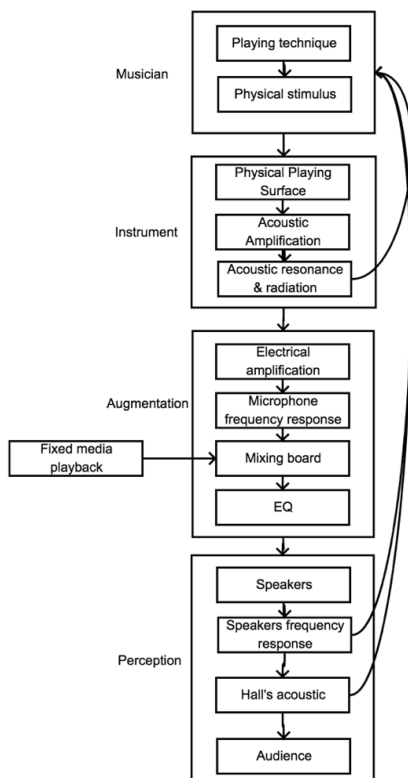 Playing technique
Musician
Physical stimulus
Physical Playing
Surface
Instrument
Acoustic
Amplification
Acoustic resonance
& radiation
Electrical
amplification
Augmentation
Microphone
frequency response
Fixed media
playback
Mixing board
EQ
Speakers
Speakers frequency
response
Perception
Hall's acoustic
Audience